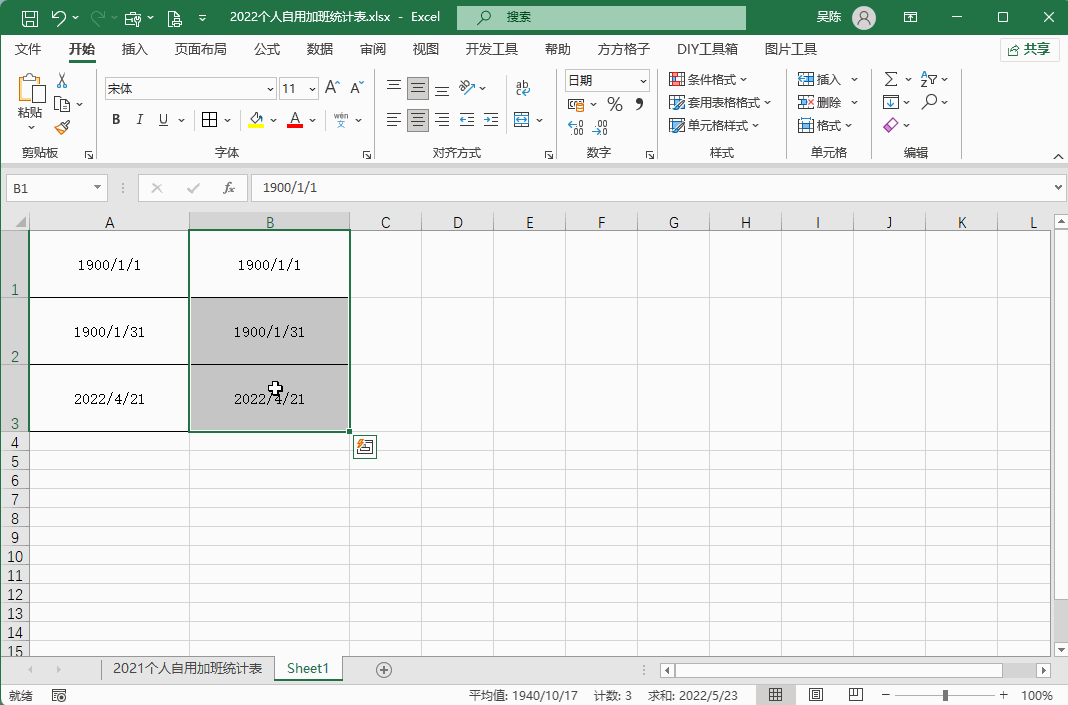 2022个人自用加班统计表.xlsx - Excel
搜索
吴陈
文件 开始 插入 页面布局 公式 数据 审阅 视图 开发工具 帮助 方方格子 DIY工具箱 图片工具 共享
粘贴
宋体 11 A A
B I U A wén 文
ab c
日期
% 9
.00 .00
条件格式
套用表格格式
单元格样式
插入
删除
格式
剪贴板 字体 对齐方式 数字 样式 单元格 编辑
B1 fx 1900/1/1
A B C D E F G H I J K L
1 1900/1/1 1900/1/1
2 1900/1/31 1900/1/31
3 2022/4/21 2022/4/21
4
5
6
7
8
9
10
11
12
13
14
15
2021个人自用加班统计表 Sheet1
就绪 平均值: 1940/10/17 计数: 3 求和: 2022/5/23 100%